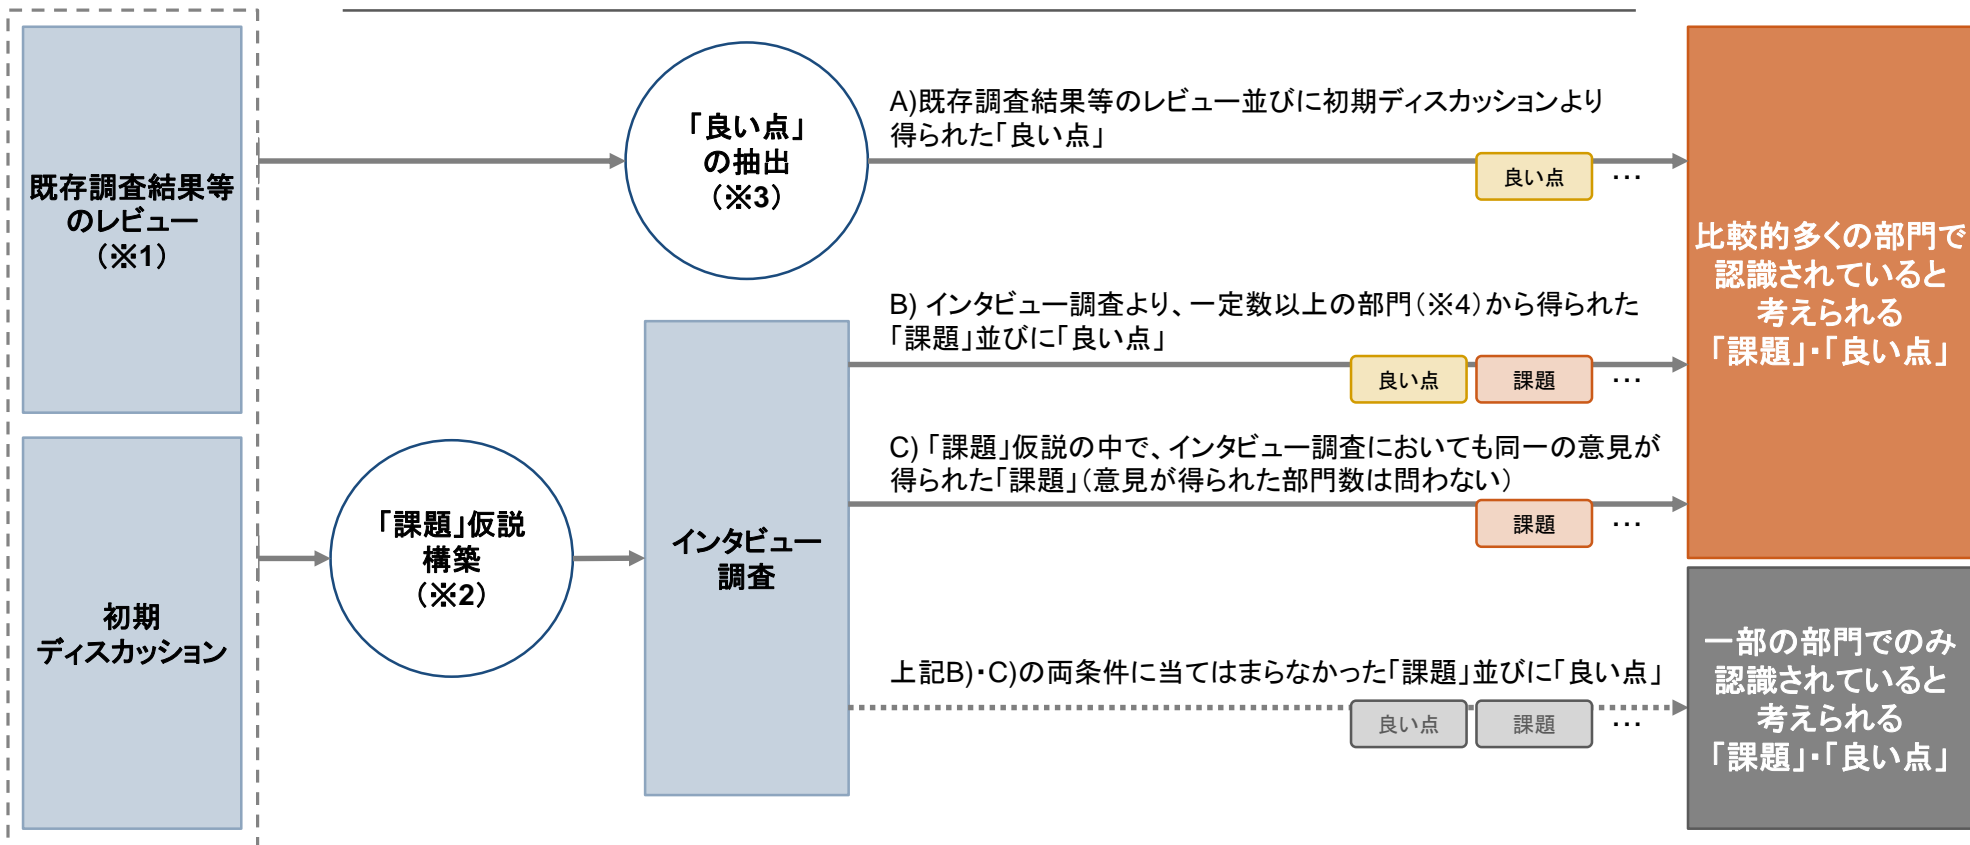 既存調査結果等
のレビュー
（※1）
初期
ディスカッション
「良い点」
の抽出
（※3）
「課題」仮説
構築
（※2）
インタビュー
調査
A)既存調査結果等のレビュー並びに初期ディスカッションより
得られた「良い点」
良い点 …
B) インタビュー調査より、一定数以上の部門（※4）から得られた
「課題」並びに「良い点」
良い点 課題 …
C) 「課題」仮説の中で、インタビュー調査においても同一の意見が
得られた「課題」（意見が得られた部門数は問わない）
課題 …
上記B)・C)の両条件に当てはまらなかった「課題」並びに「良い点」
良い点 課題 …
比較的多くの部門で
認識されていると
考えられる
「課題」・「良い点」
一部の部門でのみ
認識されていると
考えられる
「課題」・「良い点」